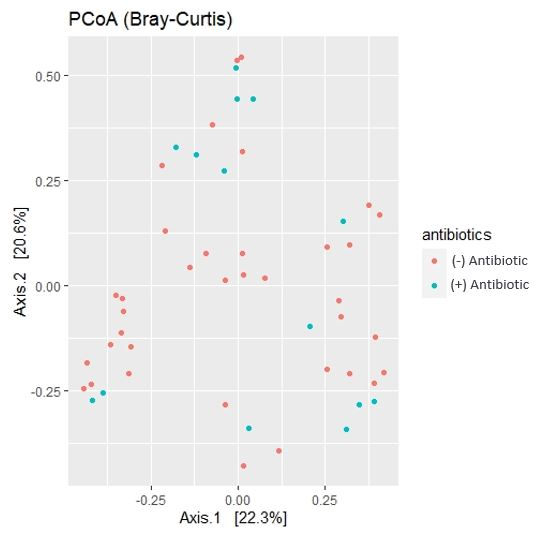 PCoA (Bray-Curtis)
0.50
0.25
0.00
-0.25
Axis.2 [20.6%]
-0.25 0.00 0.25
Axis.1 [22.3%]
antibiotics
(-) Antibiotic
(+) Antibiotic